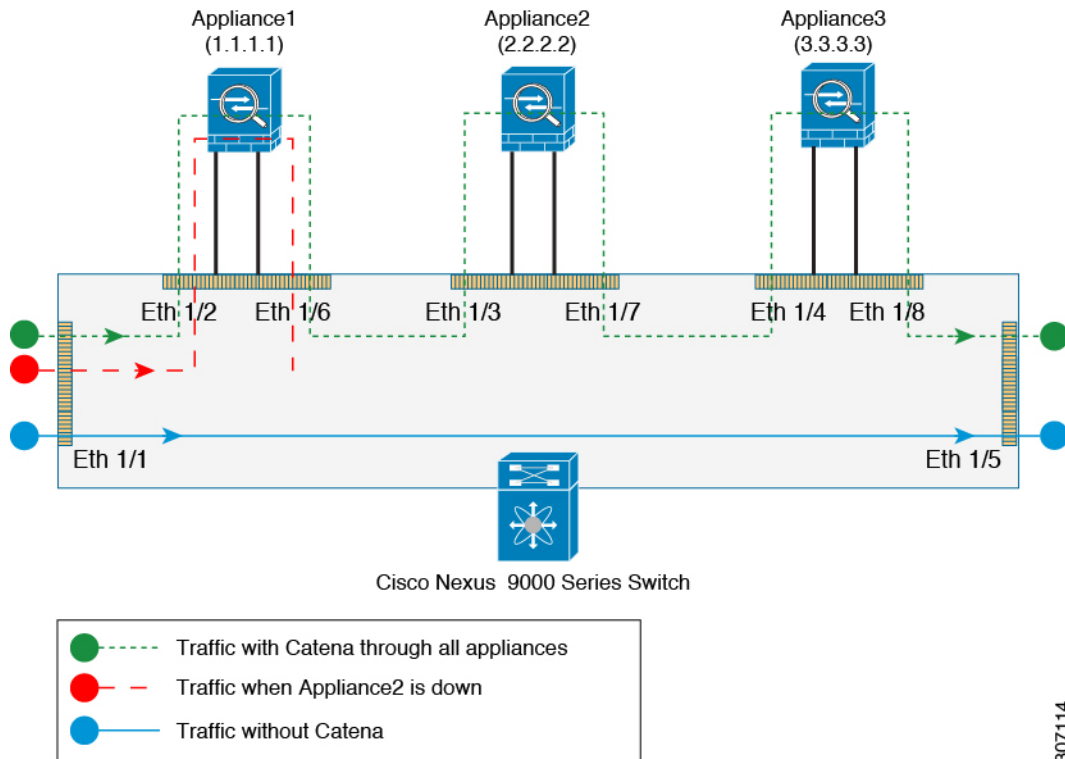 Appliance1
(1.1.1.1)
Appliance2
(2.2.2.2)
Appliance3
(3.3.3.3)
Eth 1/2
Eth 1/6
Eth 1/3
Eth 1/7
Eth 1/4
Eth 1/8
Eth 1/1
Eth 1/5
Cisco Nexus 9000 Series Switch
Traffic with Catena through all appliances
Traffic when Appliance2 is down
Traffic without Catena
307114